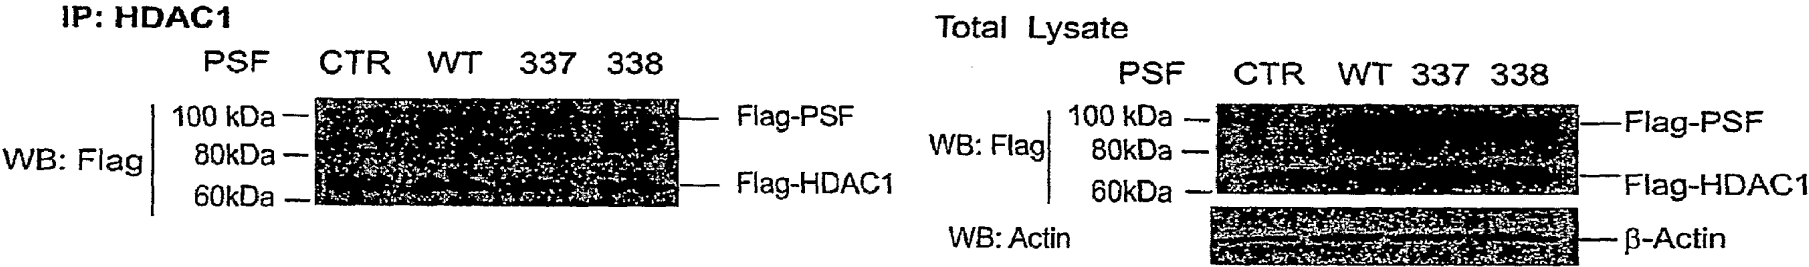 IP: HDAC1
PSF CTR WT 337 338
WB: Flag
100 kDa
80kDa
60kDa
Flag-PSF
Flag-HDAC1
Total Lysate
PSF CTR WT 337 338
WB: Flag
100 kDa
80kDa
60kDa
Flag-PSF
Flag-HDAC1
WB: Actin
β-Actin